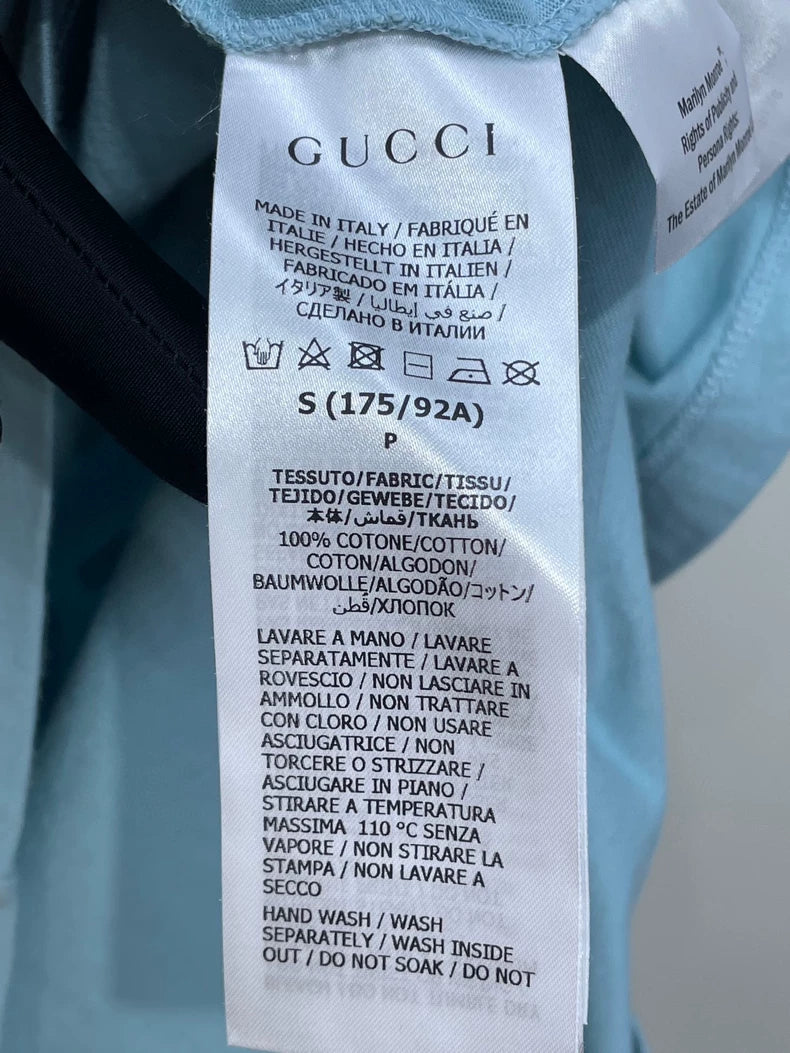 GUCCI
MADE IN ITALY / FABRIQUÉ EN
ITALIE / HECHO EN ITALIA /
HERGESTELLT IN ITALIEN /
FABRICADO EM ITÁLIA /
イタリア製 / صنع في إيطاليا /
СДЕЛАНО В ИТАЛИИ
S (175/92A)
P
TESSUTO/FABRIC/TISSU/
TEJIDO/GEWEBE/TECIDO/
本体/قماش/ТКАНЬ
100% COTONE/COTTON/
COTON/ALGODON/
BAUMWOLLE/ALGODÃO/コットン/
قطن/ХЛОПОК
LAVARE A MANO / LAVARE
SEPARATAMENTE / LAVARE A
ROVESCIO / NON LASCIARE IN
AMMOLLO / NON TRATTARE
CON CLORO / NON USARE
ASCIUGATRICE / NON
TORCERE O STRIZZARE /
ASCIUGARE IN PIANO /
STIRARE A TEMPERATURA
MASSIMA 110 °C SENZA
VAPORE / NON STIRARE LA
STAMPA / NON LAVARE A
SECCO
HAND WASH / WASH
SEPARATELY / WASH INSIDE
OUT / DO NOT SOAK / DO NOT
Marilyn Monroe
Rights of Publicity and
Persona Rights:
The Estate of Marilyn